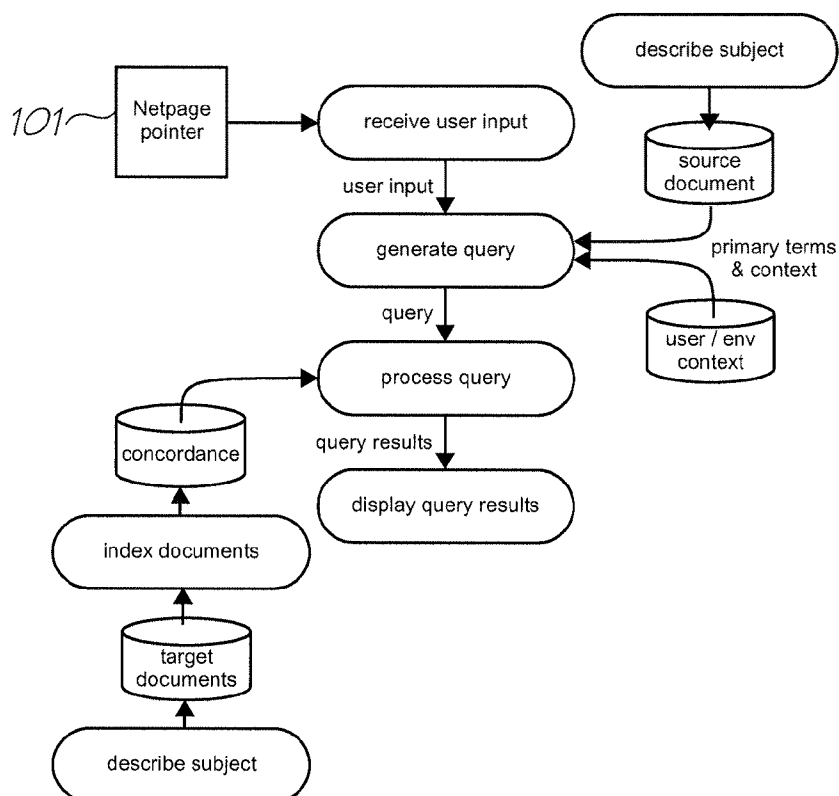 describe subject
101
Netpage
pointer
receive user input
source
document
user input
generate query
primary terms
& context
query
user / env
context
process query
concordance
query results
display query results
index documents
target
documents
describe subject